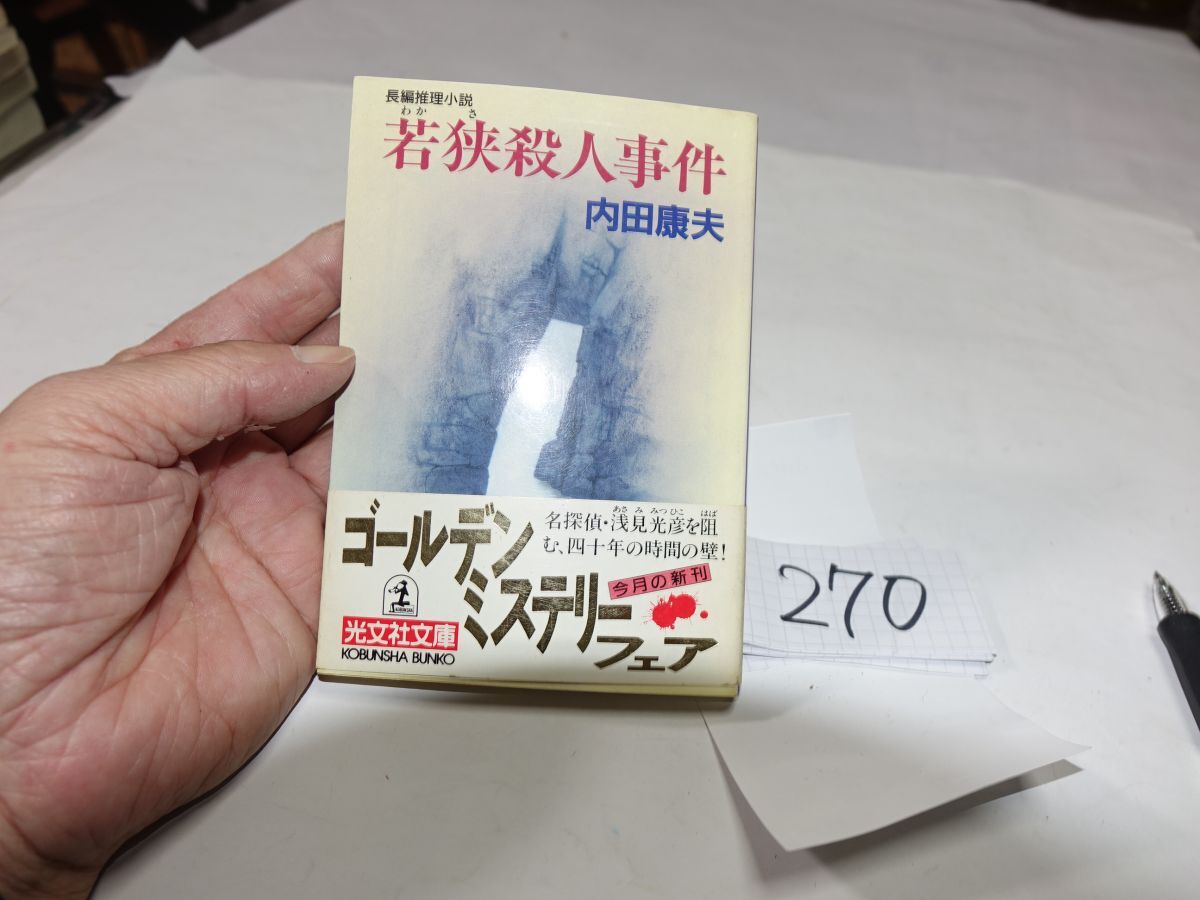 長編推理小説
わか さ
若狭殺人事件
内田康夫
ゴールデン
ミステリー
フェア
あさ み みつひこ はば
名探偵・浅見光彦を阻
む、四十年の時間の壁!
今月の新刊
KOBUNSHA
光文社文庫
KOBUNSHA BUNKO
270